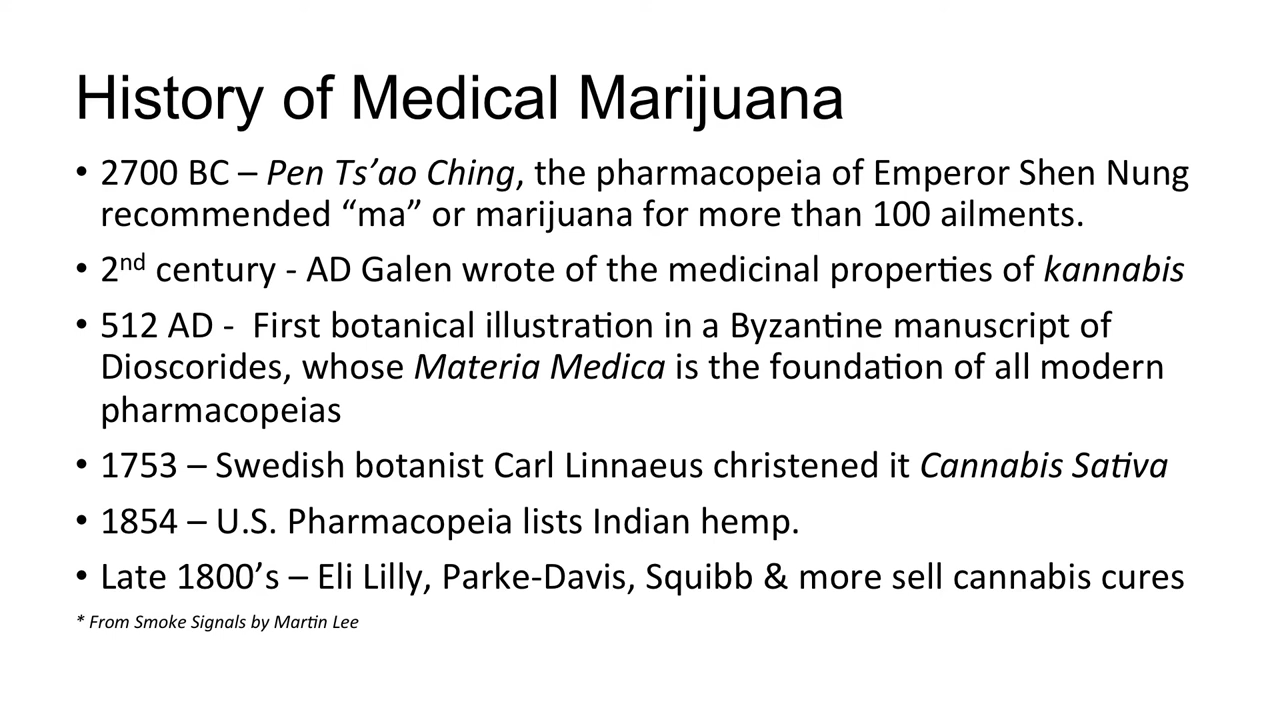 History of Medical Marijuana
• 2700 BC – Pen Ts’ao Ching, the pharmacopeia of Emperor Shen Nung
recommended “ma” or marijuana for more than 100 ailments.
• 2nd century - AD Galen wrote of the medicinal properties of kannabis
• 512 AD -  First botanical illustration in a Byzantine manuscript of
Dioscorides, whose Materia Medica is the foundation of all modern
pharmacopeias
• 1753 – Swedish botanist Carl Linnaeus christened it Cannabis Sativa
• 1854 – U.S. Pharmacopeia lists Indian hemp.
• Late 1800’s – Eli Lilly, Parke-Davis, Squibb & more sell cannabis cures
* From Smoke Signals by Martin Lee